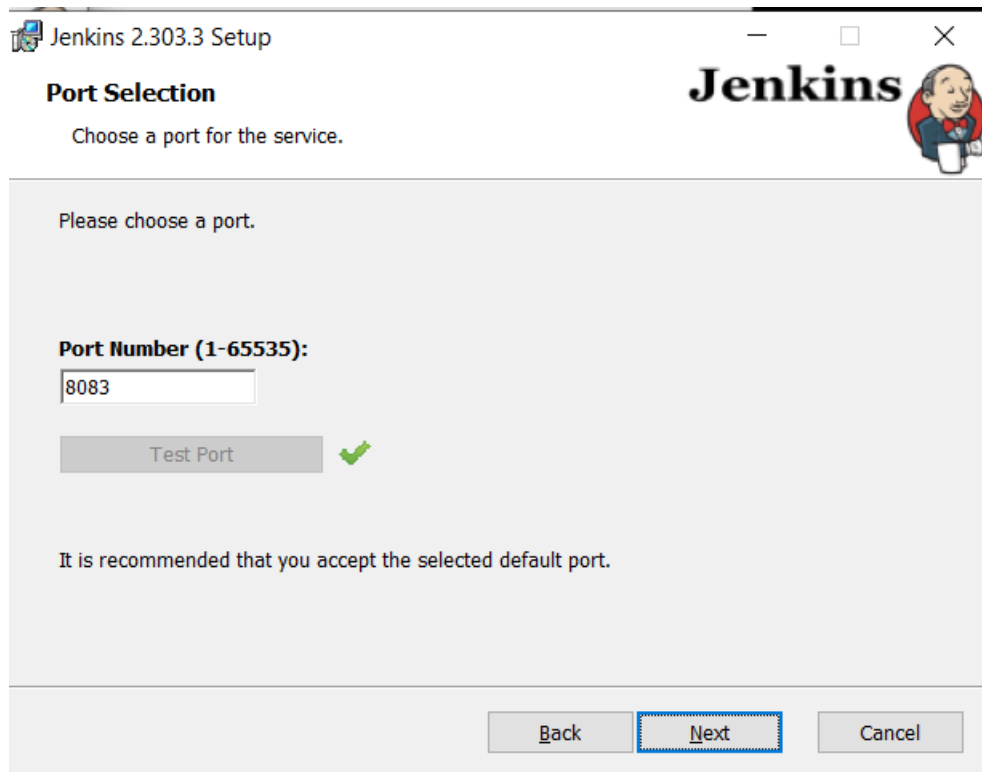 Jenkins 2.303.3 Setup
Port Selection
Jenkins
Choose a port for the service.
Please choose a port.
Port Number (1-65535):
8083
Test Port
It is recommended that you accept the selected default port.
Back
Next
Cancel